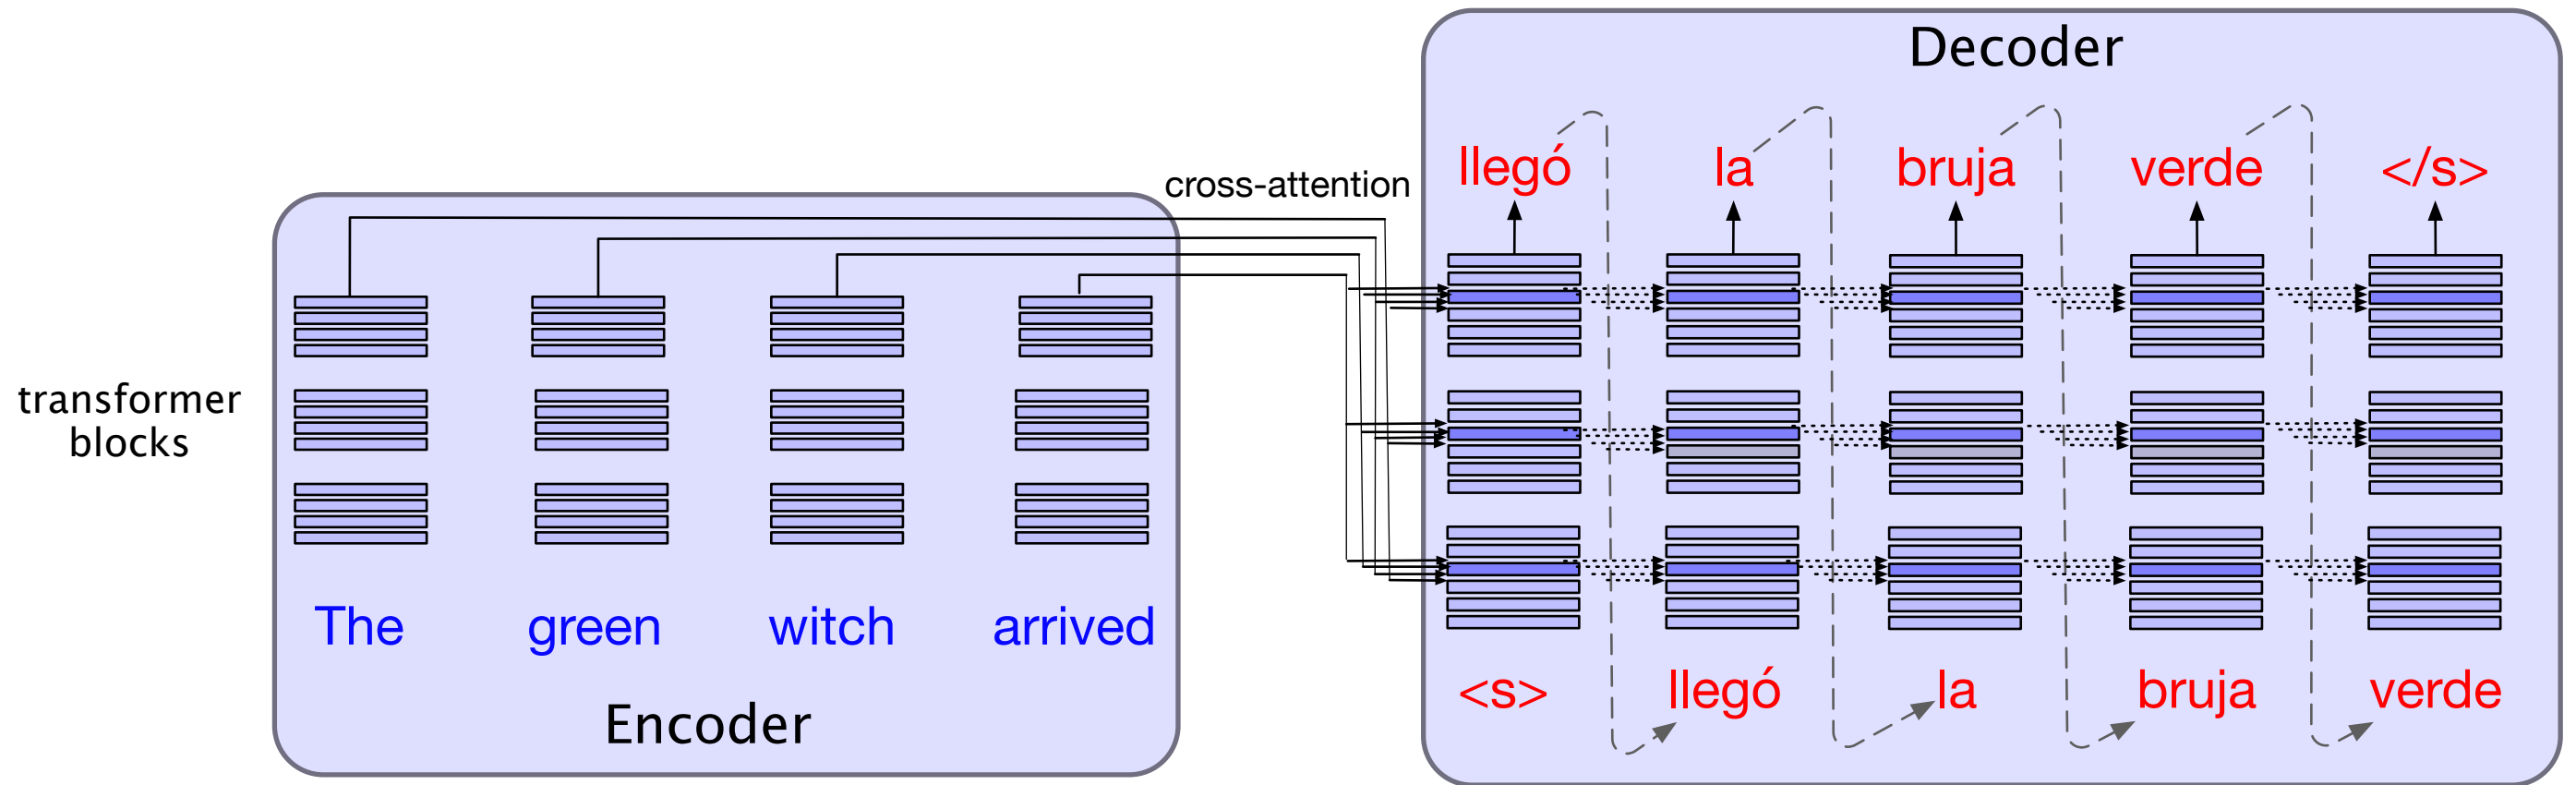 Decoder
cross-attention
llegó la bruja verde </s>
transformer
blocks
The green witch arrived
Encoder
<s> llegó la bruja verde